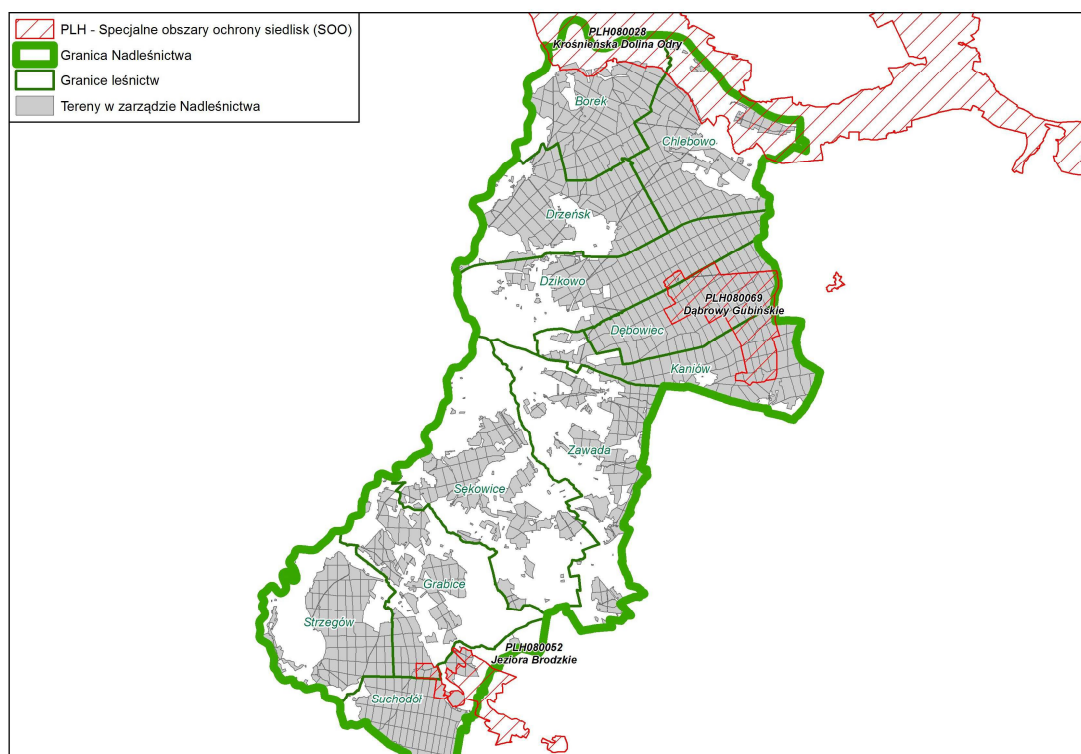 PLH - Specjalne obszary ochrony siedlisk (SOO)
Granica Nadleśnictwa
Granice leśnictw
Tereny w zarządzie Nadleśnictwa
PLH080028
Krośnieńska Dolina Odry
Borek
Chlebowo
Drzeńsk
Dzikowo
PLH080069
Dąbrowy Gubińskie
Dębowiec
Kaniów
Zawada
Sękowice
Grabice
Strzegów
PLH080052
Jeziora Brodzkie
Suchodół